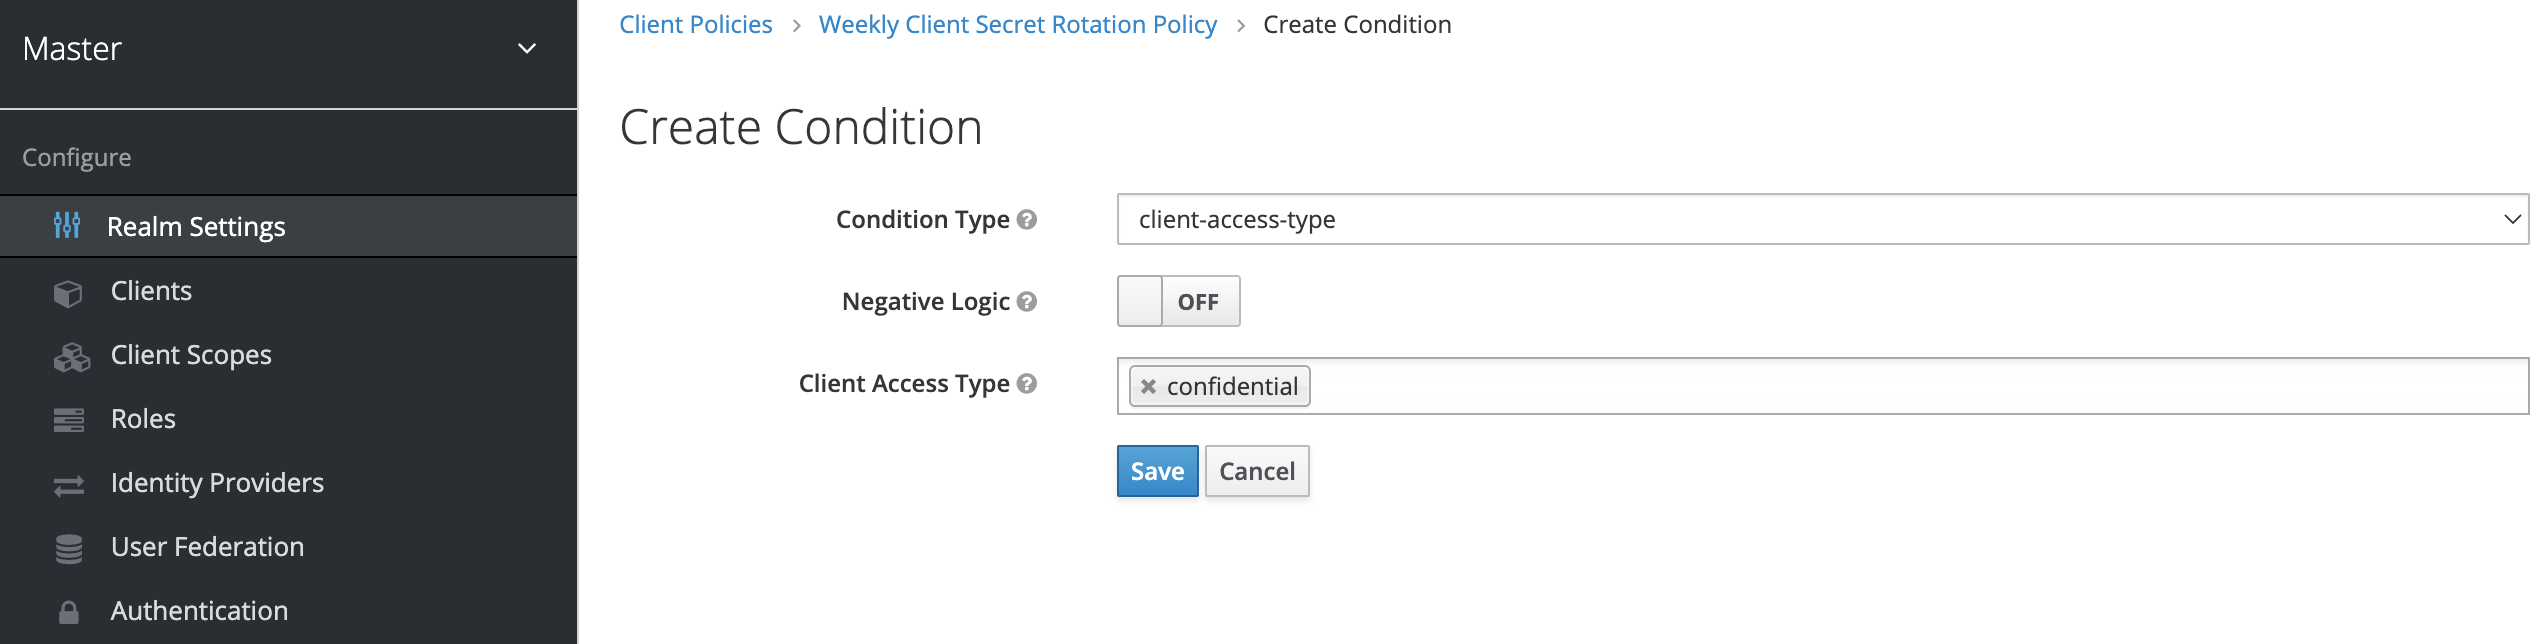 Master
Configure
Realm Settings
Clients
Client Scopes
Roles
Identity Providers
User Federation
Authentication
Client Policies > Weekly Client Secret Rotation Policy > Create Condition
Create Condition
Condition Type ? client-access-type
Negative Logic ? OFF
Client Access Type ? × confidential
Save Cancel